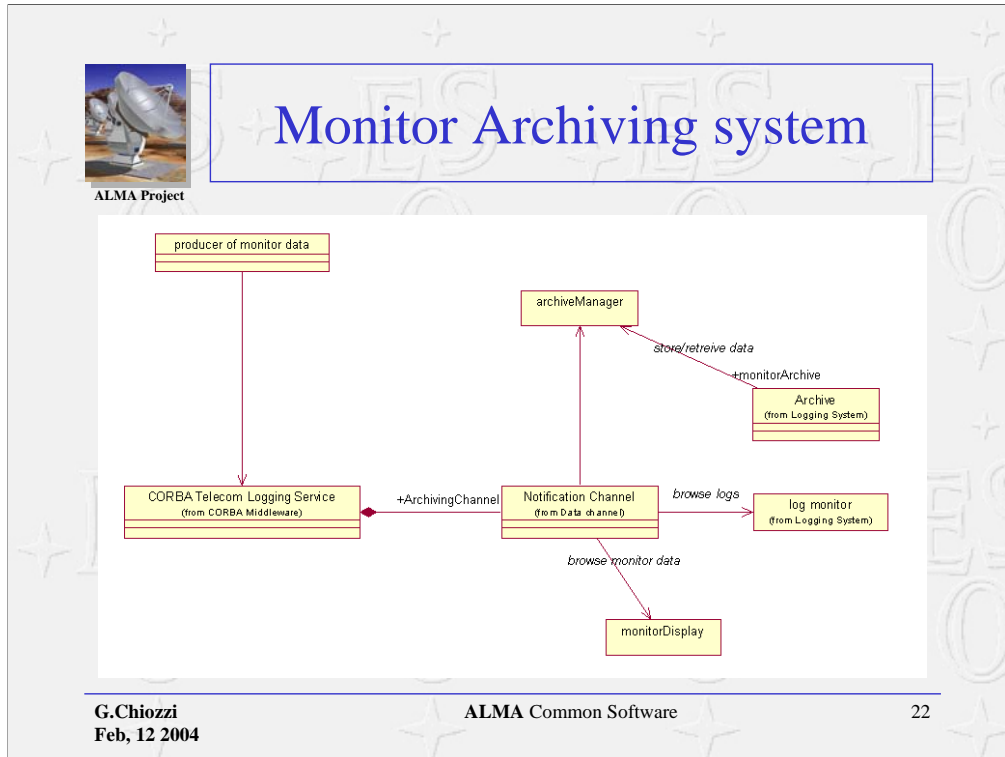 Monitor Archiving system
ALMA Project
producer of monitor data
archiveManager
store/retreive data
+monitorArchive
Archive
(from Logging System)
CORBA Telecom Logging Service
(from CORBA Middleware)
+ArchivingChannel
Notification Channel
(from Data channel)
browse logs
log monitor
(from Logging System)
browse monitor data
monitorDisplay
G.Chiozzi
Feb, 12 2004
ALMA Common Software
22